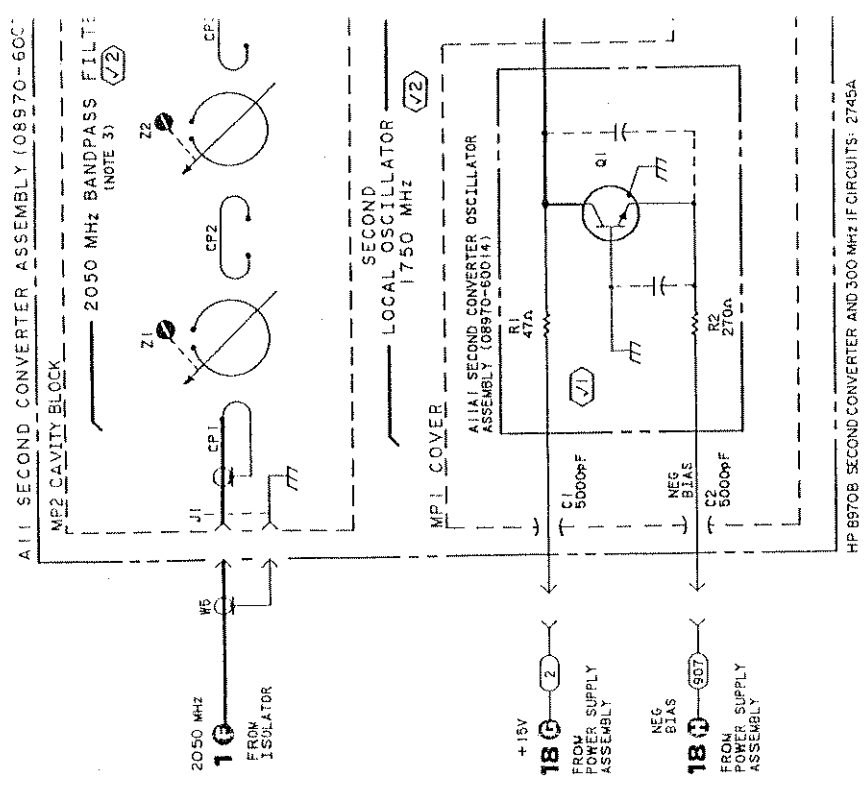 A11 SECOND CONVERTER ASSEMBLY (08970-600
MP2 CAVITY BLOCK
2050 MHz BANDPASS FILTE
(NOTE 3)
√2
Z1
Z2
CP1
CP2
CP3
J1
W5
2050 MHz
1 E
FROM
ISOLATOR
SECOND
LOCAL OSCILLATOR
1750 MHz
√2
MP1 COVER
A11A1 SECOND CONVERTER OSCILLATOR
ASSEMBLY (08970-60014)
√1
R1
47Ω
Q1
R2
270Ω
C1
5000pF
NEG
BIAS
C2
5000pF
+15V
18 G
2
FROM
POWER SUPPLY
ASSEMBLY
NEG
BIAS
18 H
907
FROM
POWER SUPPLY
ASSEMBLY
HP 8970B SECOND CONVERTER AND 300 MHz IF CIRCUITS: 2745A